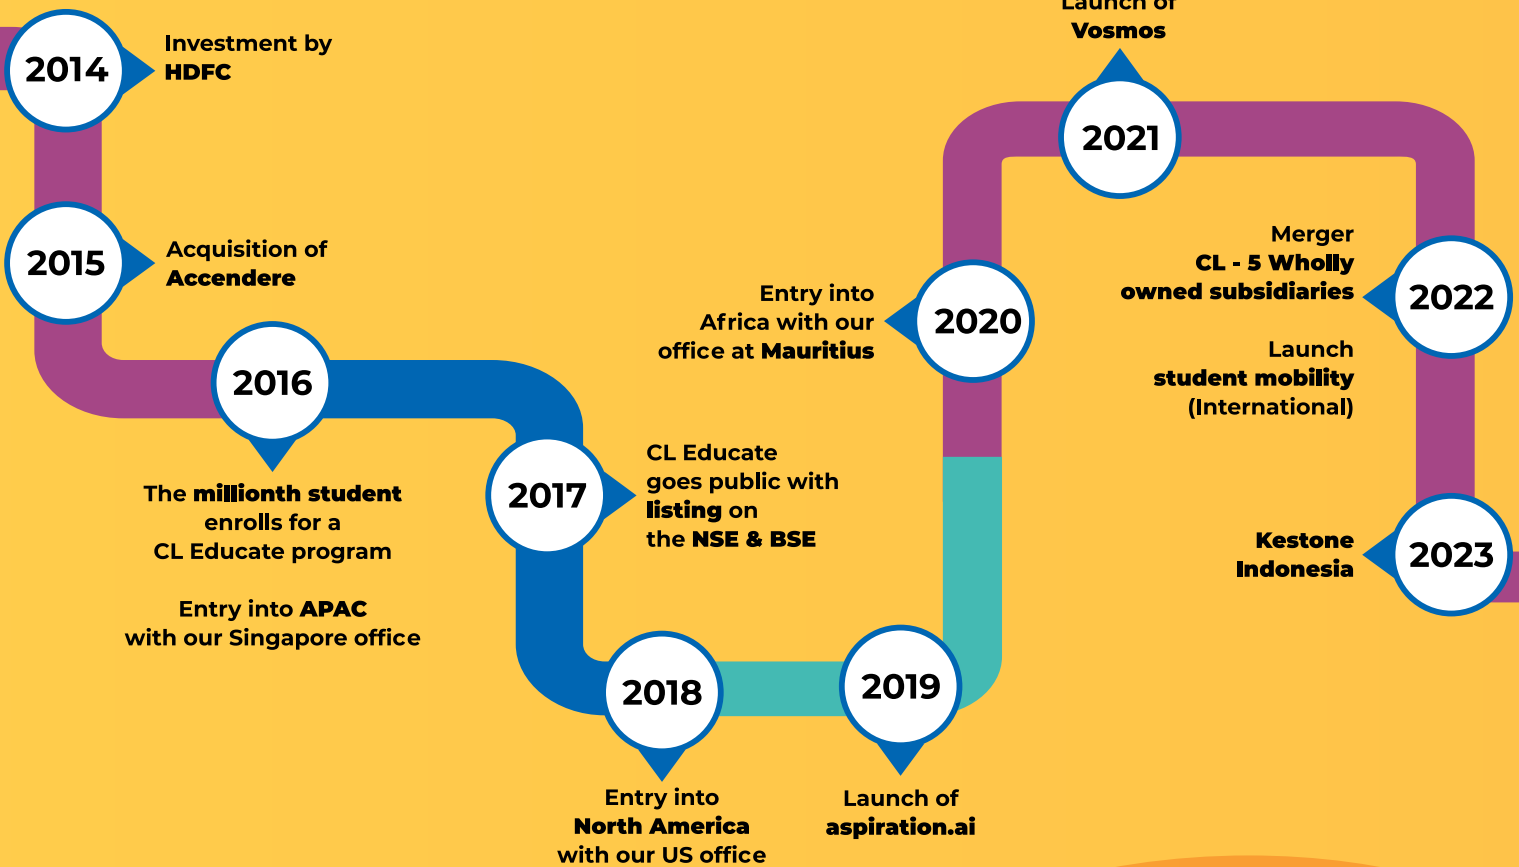 2014
Investment by
HDFC
2015
Acquisition of
Accendere
2016
The millionth student
enrolls for a
CL Educate program
Entry into APAC
with our Singapore office
2017
CL Educate
goes public with
listing on
the NSE & BSE
2018
Entry into
North America
with our US office
2019
Launch of
aspiration.ai
2020
Entry into
Africa with our
office at Mauritius
Launch of
Vosmos
2021
2022
Merger
CL - 5 Wholly
owned subsidiaries
Launch
student mobility
(International)
2023
Kestone
Indonesia